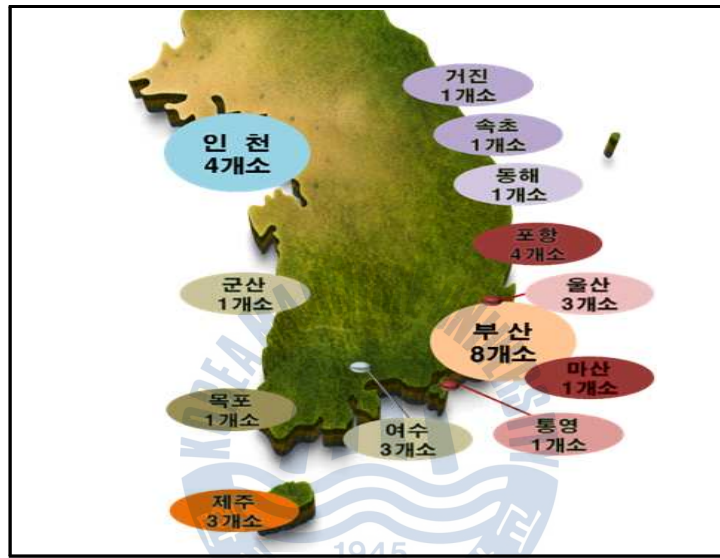 거진
1개소
속초
1개소
인 천
4개소
동해
1개소
포항
4개소
군산
1개소
울산
3개소
부 산
8개소
마산
1개소
목포
1개소
여수
3개소
통영
1개소
제주
3개소
1945